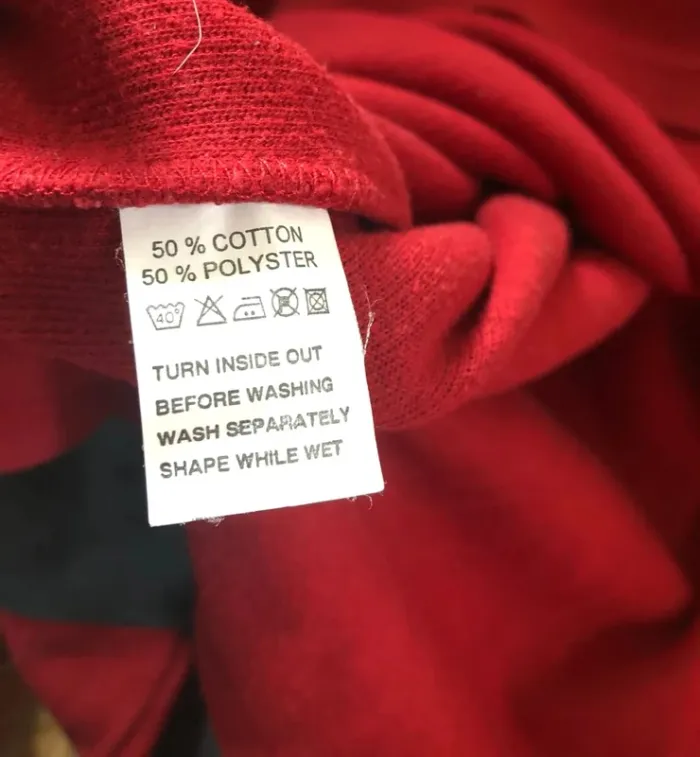 50 % COTTON
50 % POLYSTER
40°
TURN INSIDE OUT
BEFORE WASHING
WASH SEPARATELY
SHAPE WHILE WET